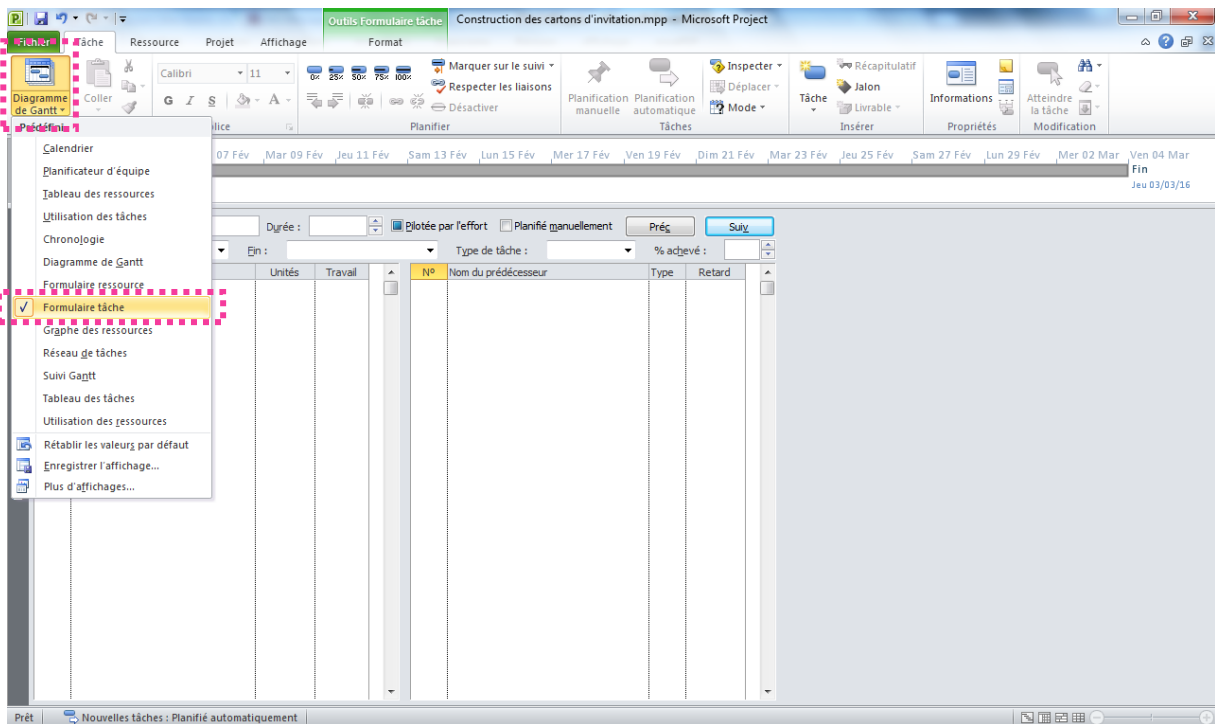 Outils Formulaire tâche Construction des cartons d'invitation.mpp - Microsoft Project
Fichier Tâche Ressource Projet Affichage Format
Diagramme de Gantt
Coller
Calibri 11
G I S A
0% 25% 50% 75% 100%
Marquer sur le suivi
Respecter les liaisons
Désactiver
Planification manuelle
Planification automatique
Inspecter
Déplacer
Mode
Tâche
Récapitulatif
Jalon
Livrable
Informations
Atteindre la tâche
Prédéfini lice Planifier Tâches Insérer Propriétés Modification
Calendrier
Planificateur d'équipe
Tableau des ressources
Utilisation des tâches
Chronologie
Diagramme de Gantt
Formulaire ressource
Formulaire tâche
Graphe des ressources
Réseau de tâches
Suivi Gantt
Tableau des tâches
Utilisation des ressources
Rétablir les valeurs par défaut
Enregistrer l'affichage...
Plus d'affichages...
07 Fév Mar 09 Fév Jeu 11 Fév Sam 13 Fév Lun 15 Fév Mer 17 Fév Ven 19 Fév Dim 21 Fév Mar 23 Fév Jeu 25 Fév Sam 27 Fév Lun 29 Fév Mer 02 Mar Ven 04 Mar
Fin
Jeu 03/03/16
Durée : Pilotée par l'effort Planifié manuellement Préc Suiv
Fin : Type de tâche : % achevé :
Unités Travail N° Nom du prédécesseur Type Retard
Prêt Nouvelles tâches : Planifié automatiquement